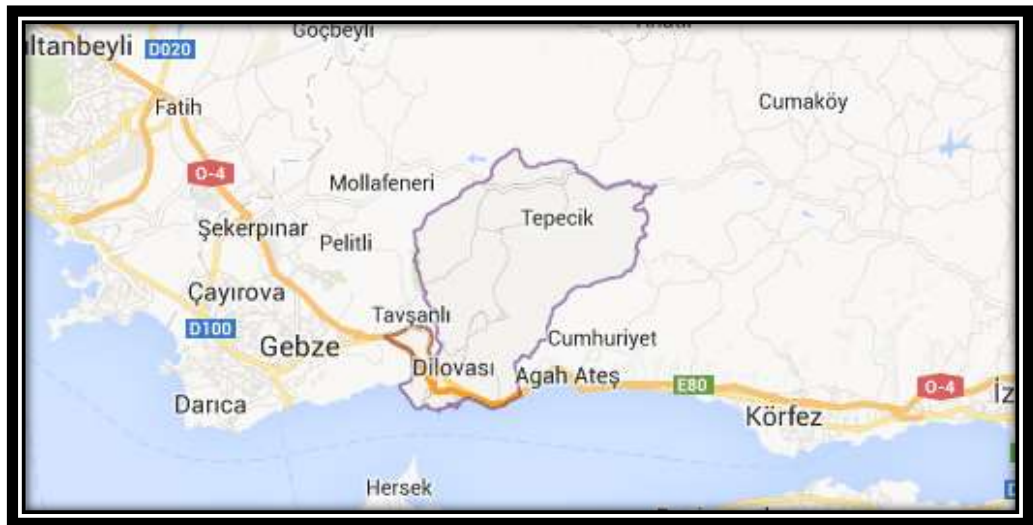 Göçbeyli
ltanbeyli
D020
Fatih
Cumaköy
O-4
Mollafeneri
Tepecik
Şekerpınar
Pelitli
Çayırova
Tavşanlı
D100
Gebze
Cumhuriyet
Dilovası
Agah Ateş
E80
O-4
İz
Darıca
Körfez
Hersek